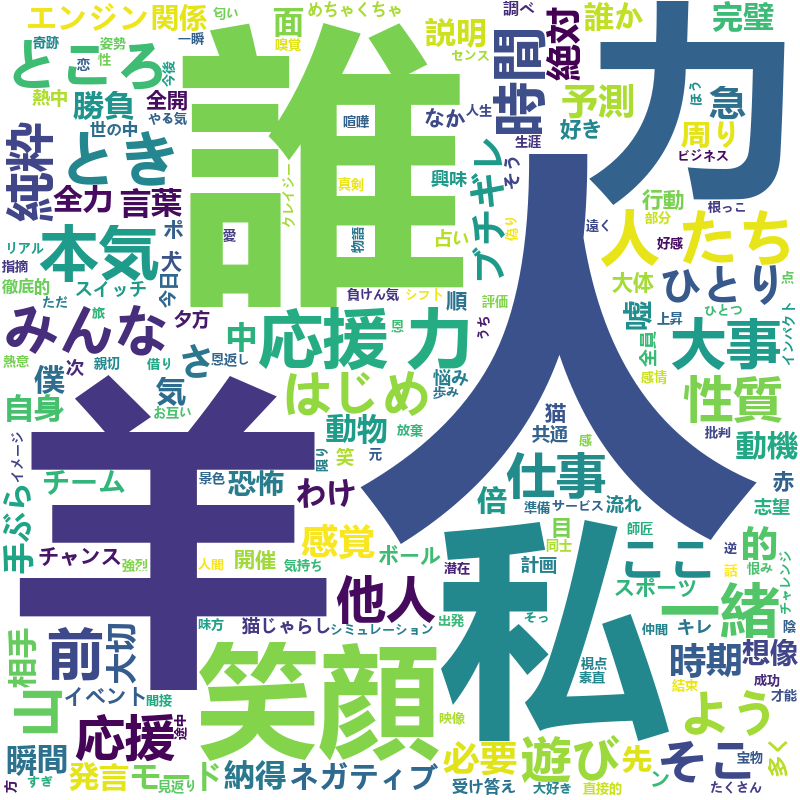 エンジン
関係
匂い
めちゃくちゃ
面
調べ
誰か
完璧
奇跡
姿勢
一瞬
嗅覚
説明
センス
絶対
時間
力
ところ
恋
性
今後
誰
熱中
勝負
全開
やる気
世の中
喧嘩
なか
人生
予測
ほう
急
純粋
とき
クレイジー
好き
生涯
周り
ビジネス
全力
言葉
真剣
興味
そう
ブチギレ
行動
根っこ
リアル
本気
ポ
犬
愛
物語
占い
偽り
人たち
遠く
部分
好感
指摘
徹底的
スイッチ
今日
負けん気
シフト
順
評価
大体
ひとり
点
ただ
旅
夕方
みんな
中
さ
応援力
恩
うち
人
嘘
上昇
ひとつ
インパクト
熱意
親切
次
借り
恩返し
全員
大事
僕
気
はじめ
悩み
歩み
感情
性質
自身
お互い
動物
放棄
猫
共通
感
批判
動機
イメージ
手ぶら
チーム
景色
恐怖
限り
笑
元
わけ
倍
仕事
準備
サービス
流れ
赤
志望
羊
チャンス
感覚
ボール
目
同士
師匠
逆
的
強烈
人間
開催
気持ち
他人
潜在
計画
ここ
話
恨み
チャレンジ
スポーツ
私
相手
前
大切
味方
猫じゃらし
シミュレーション
出発
そっ
一緒
仲間
キレ
陰
山
イベント
間接
笑顔
視点
素直
時期
想像
結束
成功
才能
瞬間
応援
途中
映像
よう
方
すぎ
発言
モード
見返り
納得
ネガティブ
必要
受け答え
遊び
大好き
先
直接的
ン
そこ
宝物
多く
たくさん